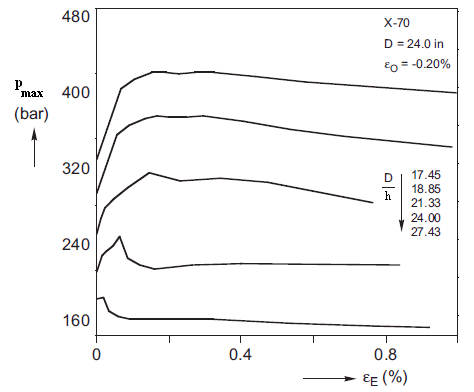 480
400
320
240
160
P max
(bar)
X-70
D = 24.0 in
εO = -0.20%
D
h
17.45
18.85
21.33
24.00
27.43
0
0.4
0.8
εE (%)